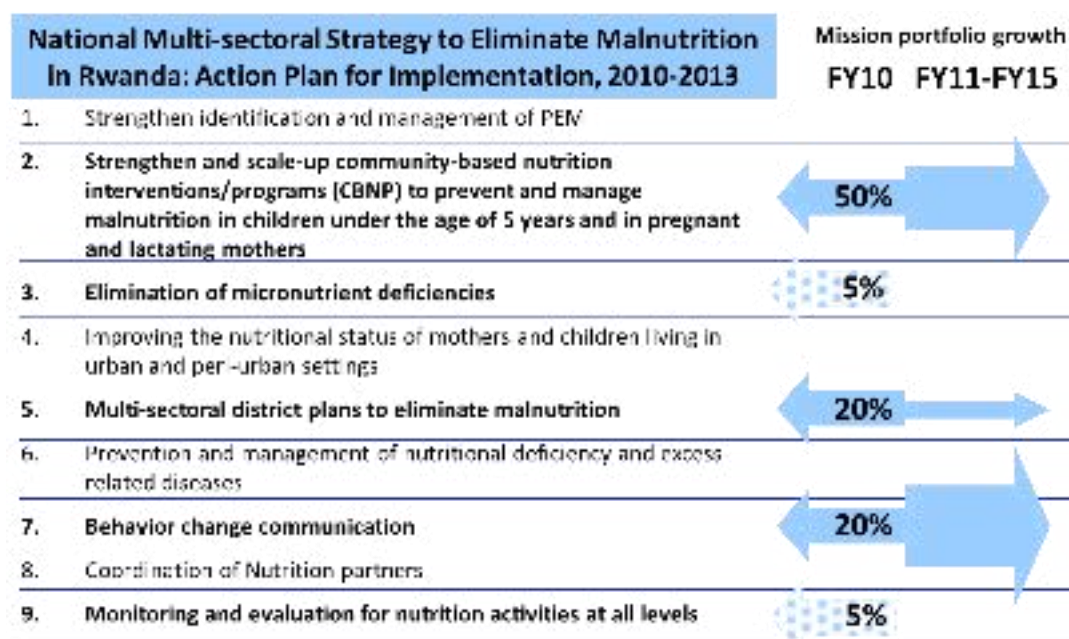 National Multi-sectoral Strategy to Eliminate Malnutrition
in Rwanda: Action Plan for Implementation, 2010-2013
Mission portfolio growth
FY10 FY11-FY15
1. Strengthen identification and management of PEM
2. Strengthen and scale-up community-based nutrition
interventions/programs (CBNP) to prevent and manage
malnutrition in children under the age of 5 years and in pregnant
and lactating mothers
50%
3. Elimination of micronutrient deficiencies
5%
4. Improving the nutritional status of mothers and children living in
urban and peri-urban settings
5. Multi-sectoral district plans to eliminate malnutrition
20%
6. Prevention and management of nutritional deficiency and excess
related diseases
7. Behavior change communication
20%
8. Coordination of Nutrition partners
9. Monitoring and evaluation for nutrition activities at all levels
5%